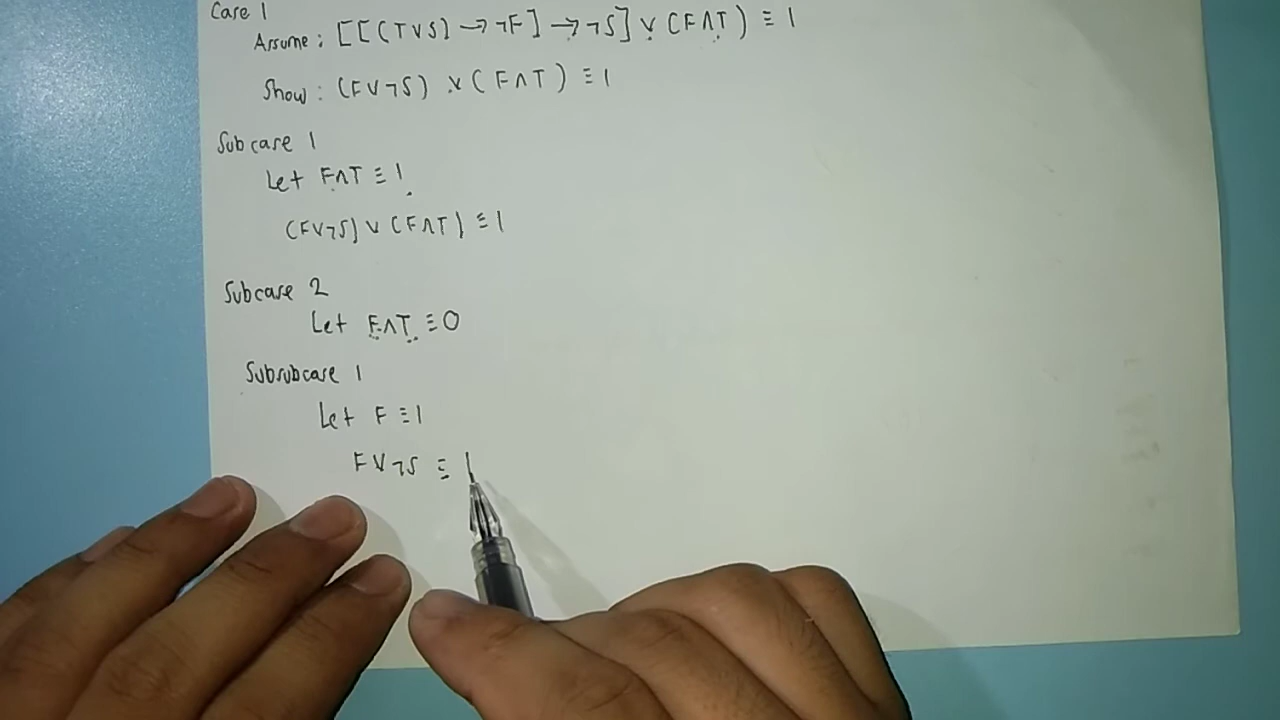 Case 1
Assume: [[(T∨S) → ¬F] → ¬S] ∨ (F∧T) ≡ 1
Show: (F∨¬S) ∨ (F∧T) ≡ 1
Subcase 1
Let F∧T ≡ 1
(F∨¬S) ∨ (F∧T) ≡ 1
Subcase 2
Let F∧T ≡ 0
Subsubcase 1
Let F ≡ 1
F∨¬S ≡ 1